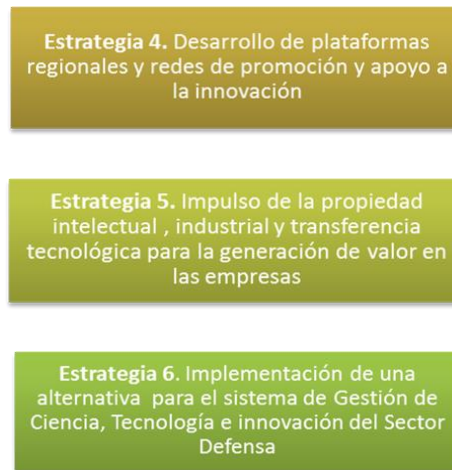 Estrategia 4. Desarrollo de plataformas
regionales y redes de promoción y apoyo a
la innovación
Estrategia 5. Impulso de la propiedad
intelectual , industrial y transferencia
tecnológica para la generación de valor en
las empresas
Estrategia 6. Implementación de una
alternativa para el sistema de Gestión de
Ciencia, Tecnología e innovación del Sector
Defensa